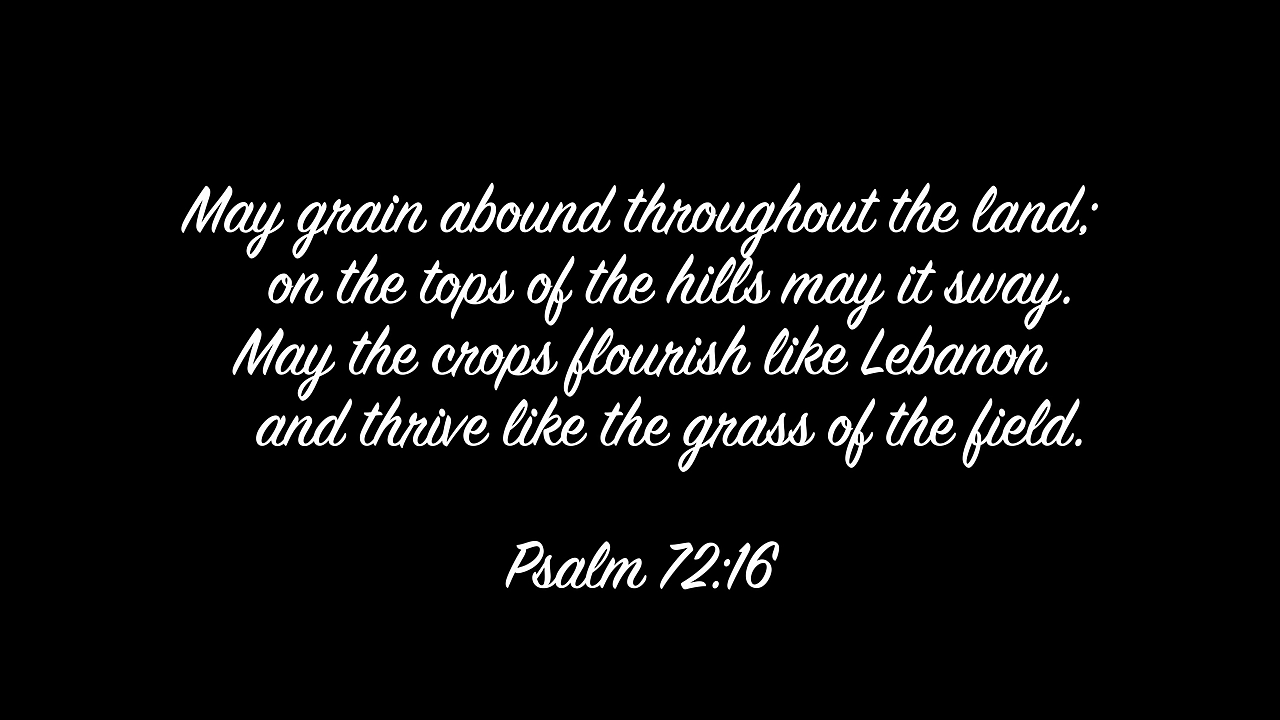 May grain abound throughout the land;
on the tops of the hills may it sway.
May the crops flourish like Lebanon
and thrive like the grass of the field.
Psalm 72:16